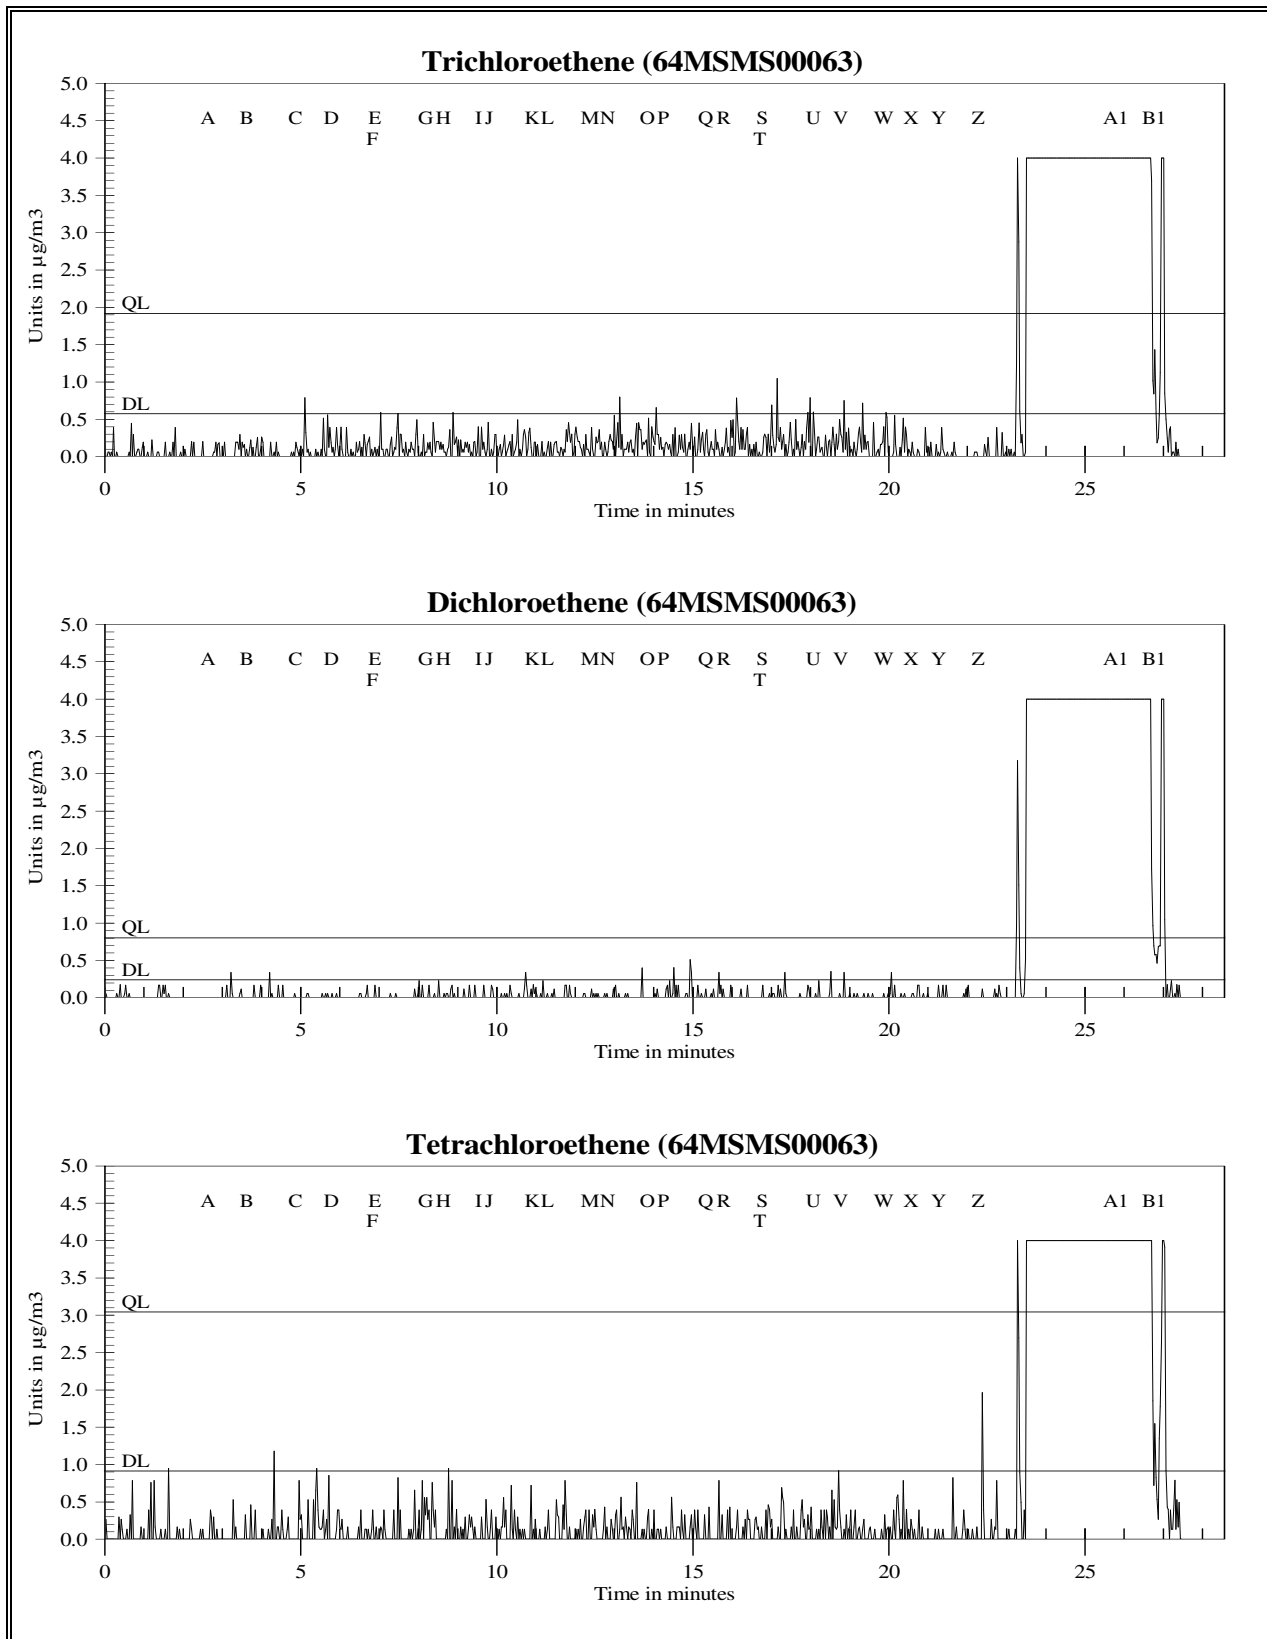 Trichloroethene (64MSMS00063)
5.0
A B C D E GH IJ KL MN OP QR S U V W X Y Z A1 B1
4.5
F T
4.0
3.5
3.0
2.5
QL
2.0
1.5
1.0
DL
0.5
0.0
Units in µg/m3
0 5 10 15 20 25
Time in minutes
Dichloroethene (64MSMS00063)
5.0
A B C D E GH IJ KL MN OP QR S U V W X Y Z A1 B1
4.5
F T
4.0
3.5
3.0
2.5
2.0
1.5
1.0
QL
0.5
DL
0.0
Units in µg/m3
0 5 10 15 20 25
Time in minutes
Tetrachloroethene (64MSMS00063)
5.0
A B C D E GH IJ KL MN OP QR S U V W X Y Z A1 B1
4.5
F T
4.0
3.5
QL
3.0
2.5
2.0
1.5
DL
1.0
0.5
0.0
Units in µg/m3
0 5 10 15 20 25
Time in minutes